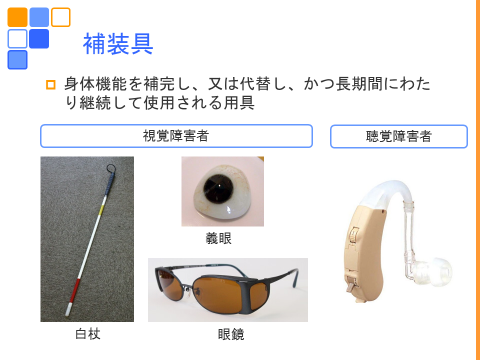 補装具
身体機能を補完し、又は代替し、かつ長期間にわた
り継続して使用される用具
視覚障害者
聴覚障害者
義眼
白杖
眼鏡